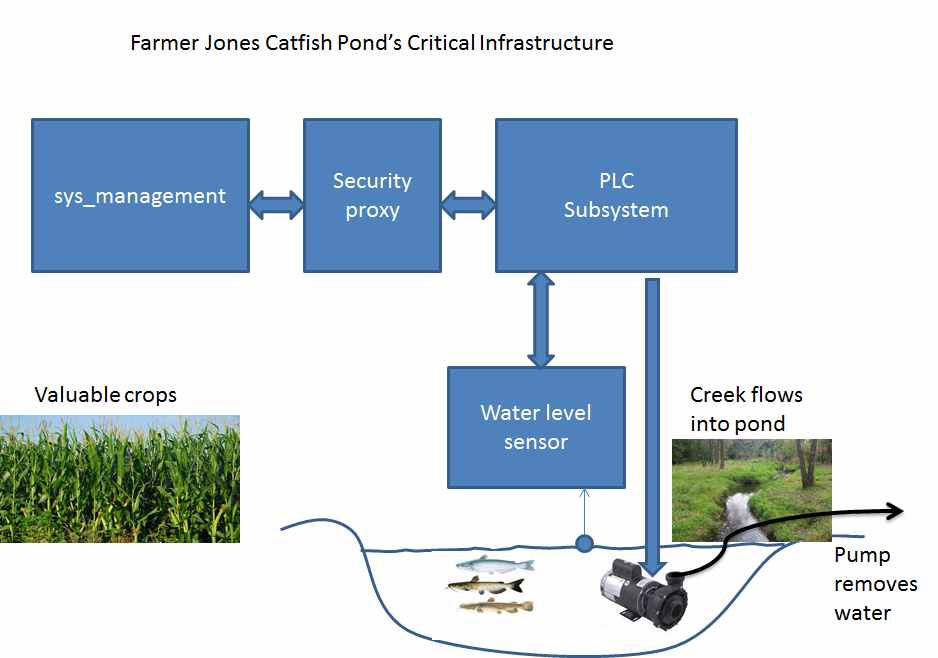 Farmer Jones Catfish Pond’s Critical Infrastructure
sys_management
Security
proxy
PLC
Subsystem
Valuable crops
Water level
sensor
Creek flows
into pond
Pump
removes
water